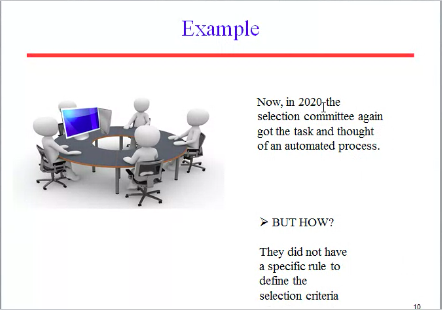 Example
Now, in 2020 the
selection committee again
got the task and thought
of an automated process.
➢ BUT HOW?
They did not have
a specific rule to
define the
selection criteria
10